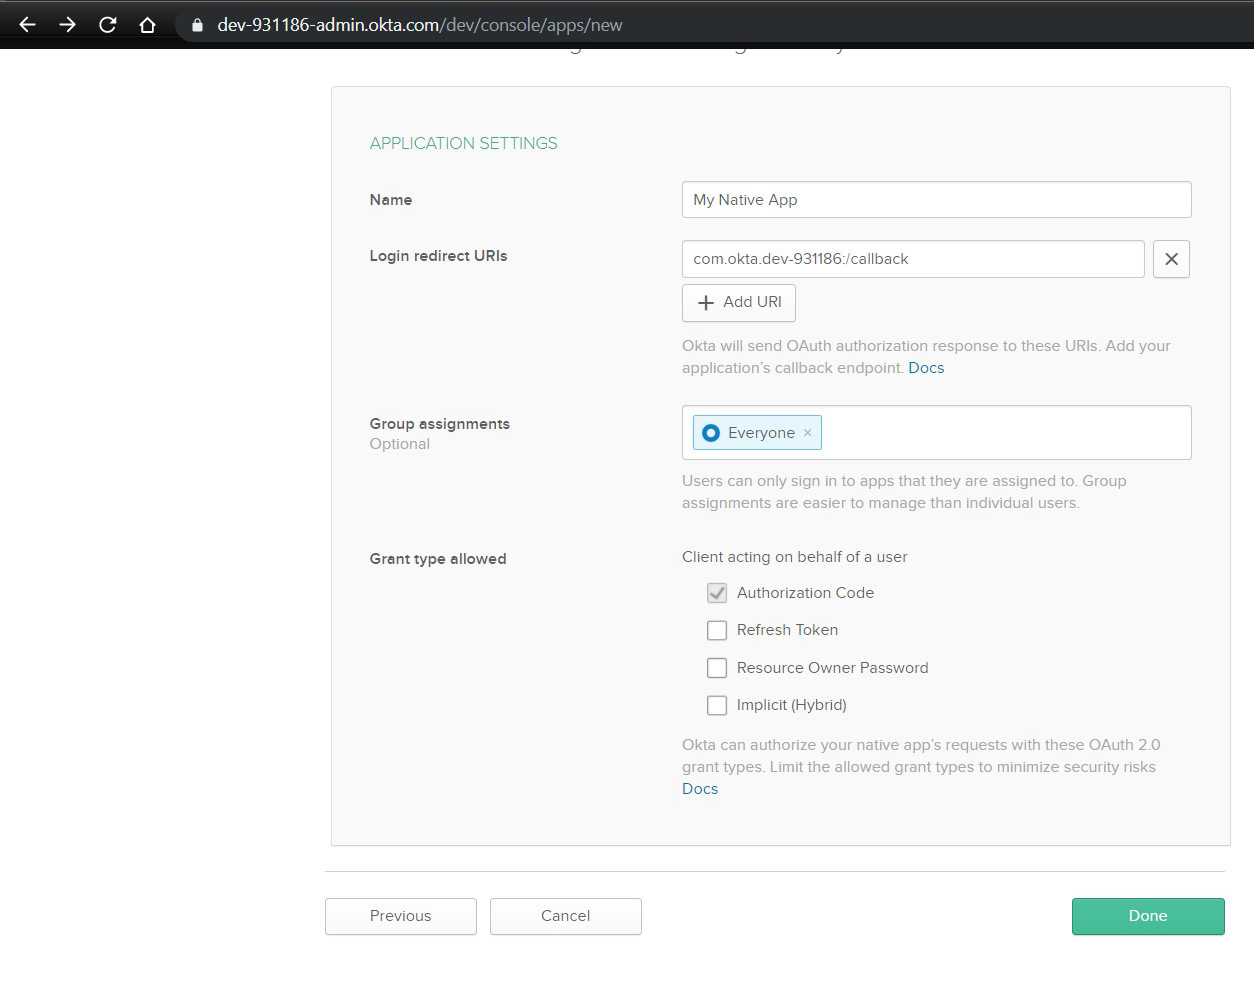 dev-931186-admin.okta.com/dev/console/apps/new
APPLICATION SETTINGS
Name
My Native App
Login redirect URIs
com.okta.dev-931186:/callback
Add URI
Okta will send OAuth authorization response to these URIs. Add your
application's callback endpoint. Docs
Group assignments
Optional
Everyone ×
Users can only sign in to apps that they are assigned to. Group
assignments are easier to manage than individual users.
Grant type allowed
Client acting on behalf of a user
Authorization Code
Refresh Token
Resource Owner Password
Implicit (Hybrid)
Okta can authorize your native app's requests with these OAuth 2.0
grant types. Limit the allowed grant types to minimize security risks
Docs
Previous
Cancel
Done